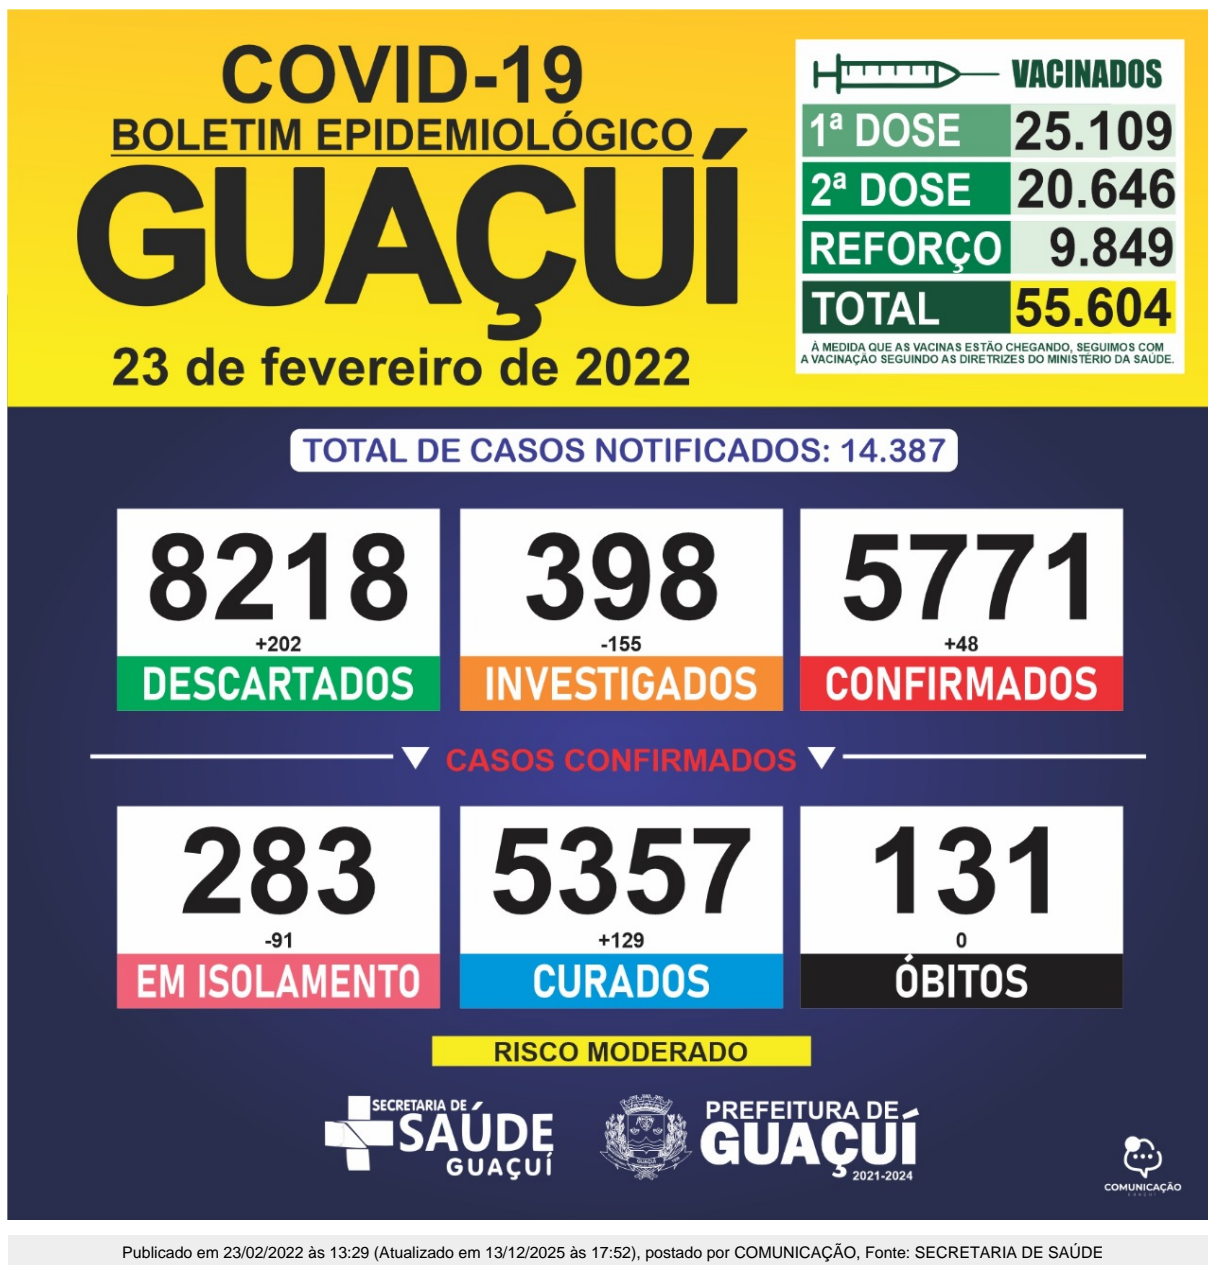 COVID-19
BOLETIM EPIDEMIOLÓGICO
GUAÇUÍ
23 de fevereiro de 2022
VACINADOS
1ª DOSE 25.109
2ª DOSE 20.646
REFORÇO 9.849
TOTAL 55.604
À MEDIDA QUE AS VACINAS ESTÃO CHEGANDO, SEGUIMOS COM
A VACINAÇÃO SEGUINDO AS DIRETRIZES DO MINISTÉRIO DA SAÚDE.
TOTAL DE CASOS NOTIFICADOS: 14.387
8218
+202
DESCARTADOS
398
-155
INVESTIGADOS
5771
+48
CONFIRMADOS
CASOS CONFIRMADOS
283
-91
EM ISOLAMENTO
5357
+129
CURADOS
131
0
ÓBITOS
RISCO MODERADO
SECRETARIA DE
SAÚDE
GUAÇUÍ
PREFEITURA DE
GUAÇUÍ
2021-2024
COMUNICAÇÃO
GUAÇUÍ
Publicado em 23/02/2022 às 13:29 (Atualizado em 13/12/2025 às 17:52), postado por COMUNICAÇÃO, Fonte: SECRETARIA DE SAÚDE